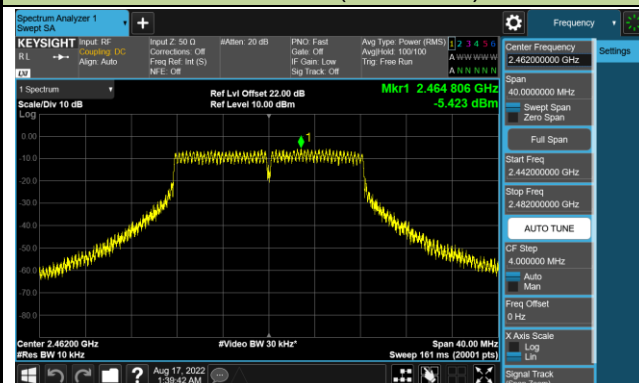 Spectrum Analyzer 1
Swept SA
Frequency
KEYSIGHT
RL
LXI
Input: RF
Coupling: DC
Align: Auto
Input Z: 50 Ω
Corrections: Off
Freq Ref: Int (S)
NFE: Off
#Atten: 20 dB
PNO: Fast
Gate: Off
IF Gain: Low
Sig Track: Off
Avg Type: Power (RMS)
Avg|Hold: 100/100
Trig: Free Run
1 2 3 4 5 6
A W W W W W
A N N N N N
Center Frequency
2.462000000 GHz
Settings
Span
40.0000000 MHz
Swept Span
Zero Span
Full Span
Start Freq
2.442000000 GHz
Stop Freq
2.482000000 GHz
AUTO TUNE
CF Step
4.000000 MHz
Auto
Man
Freq Offset
0 Hz
X Axis Scale
Log
Lin
Signal Track
1 Spectrum
Scale/Div 10 dB
Log
Ref Lvl Offset 22.00 dB
Ref Level 10.00 dBm
Mkr1 2.464 806 GHz
-5.423 dBm
1
0.00
-10.0
-20.0
-30.0
-40.0
-50.0
-60.0
-70.0
-80.0
Center 2.46200 GHz
#Res BW 10 kHz
#Video BW 30 kHz*
Span 40.00 MHz
Sweep 161 ms (20001 pts)
?
Aug 17, 2022
1:39:42 AM